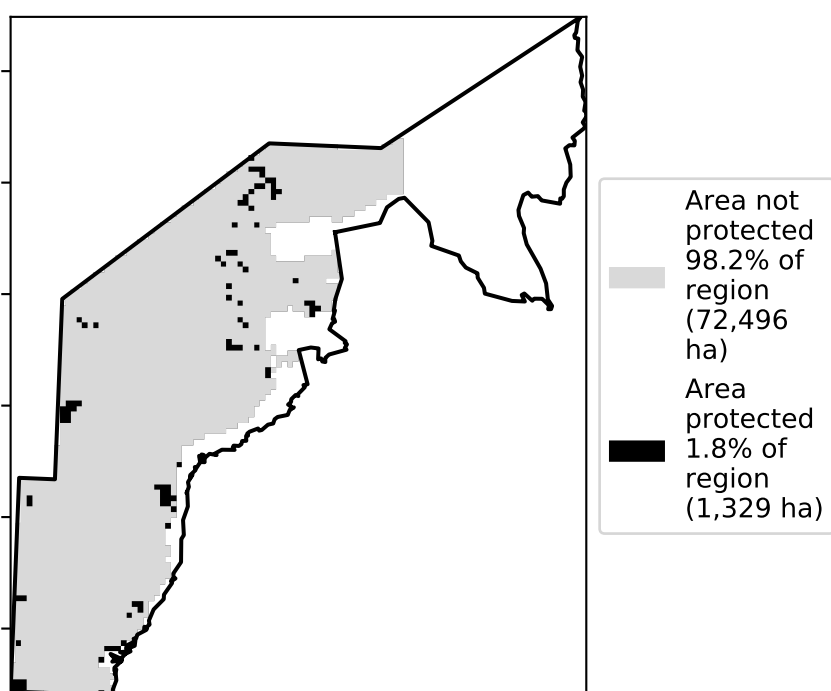 Area not
protected
98.2% of
region
(72,496
ha)
Area
protected
1.8% of
region
(1,329 ha)